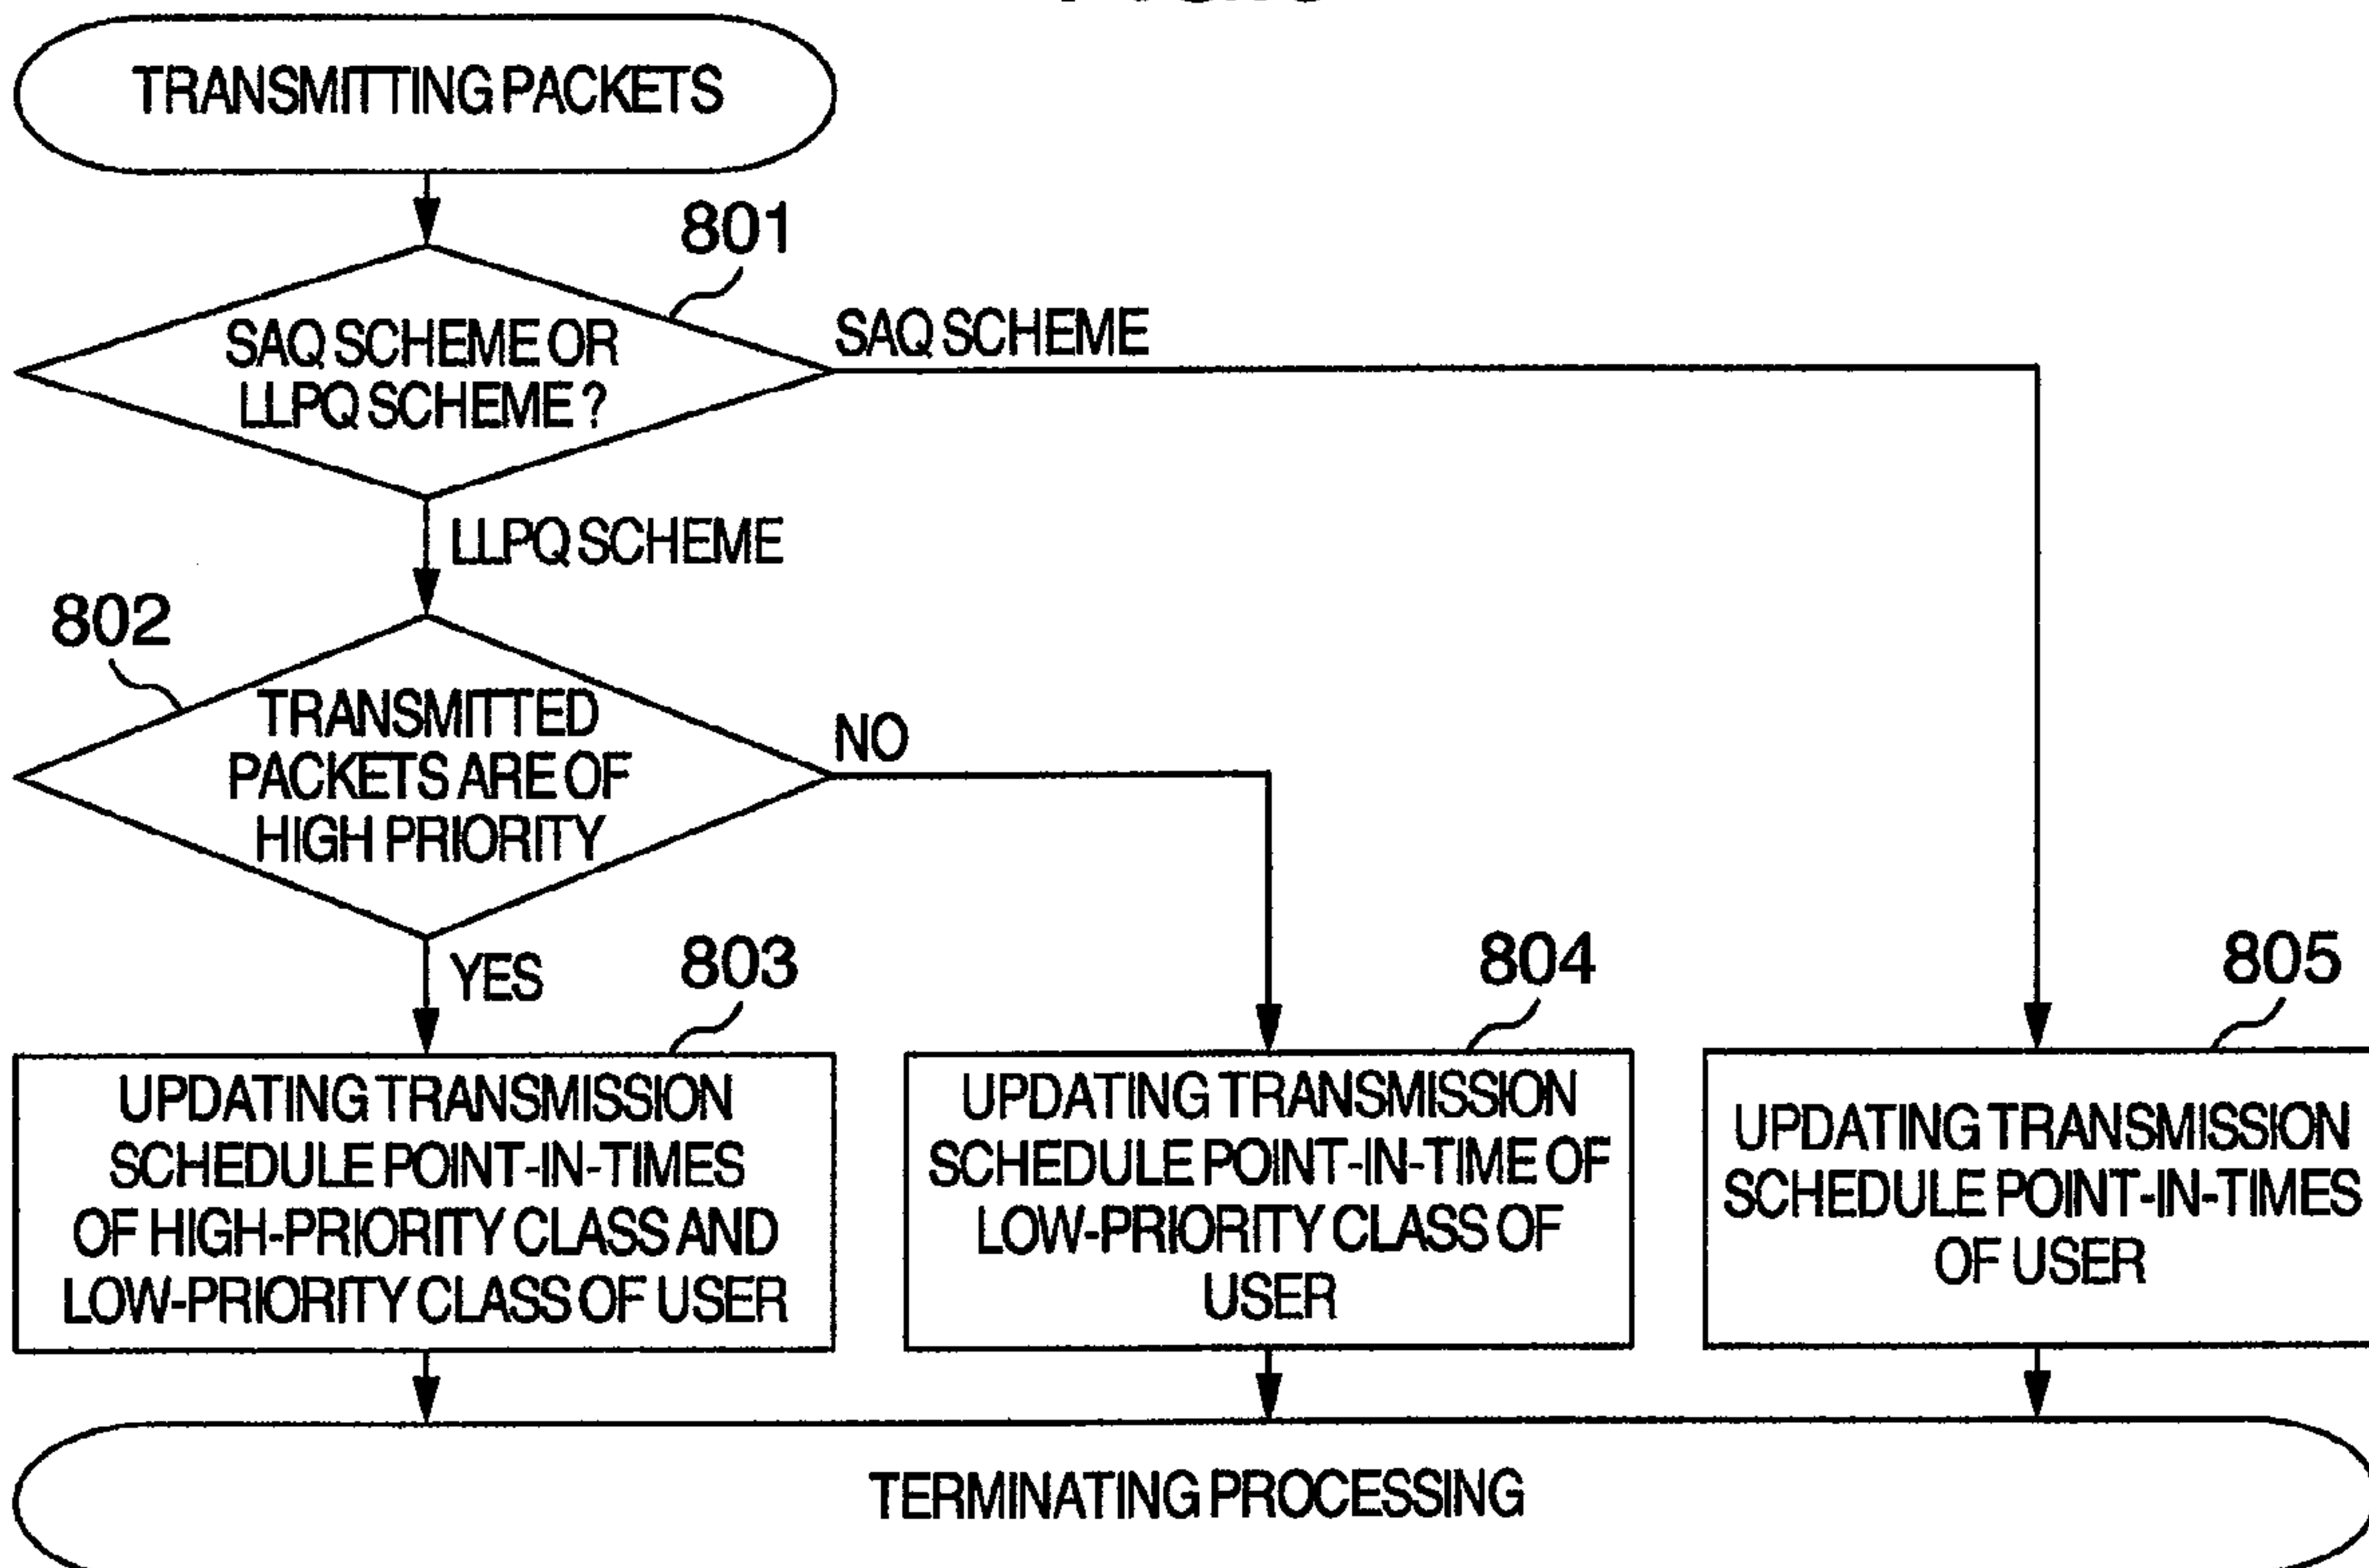 TRANSMITTING PACKETS
801
SAQ SCHEME OR
LLPQ SCHEME ?
SAQ SCHEME
LLPQ SCHEME
802
TRANSMITTED
PACKETS ARE OF
HIGH PRIORITY
NO
YES
803
UPDATING TRANSMISSION
SCHEDULE POINT-IN-TIMES
OF HIGH-PRIORITY CLASS AND
LOW-PRIORITY CLASS OF USER
804
UPDATING TRANSMISSION
SCHEDULE POINT-IN-TIME OF
LOW-PRIORITY CLASS OF
USER
805
UPDATING TRANSMISSION
SCHEDULE POINT-IN-TIMES
OF USER
TERMINATING PROCESSING